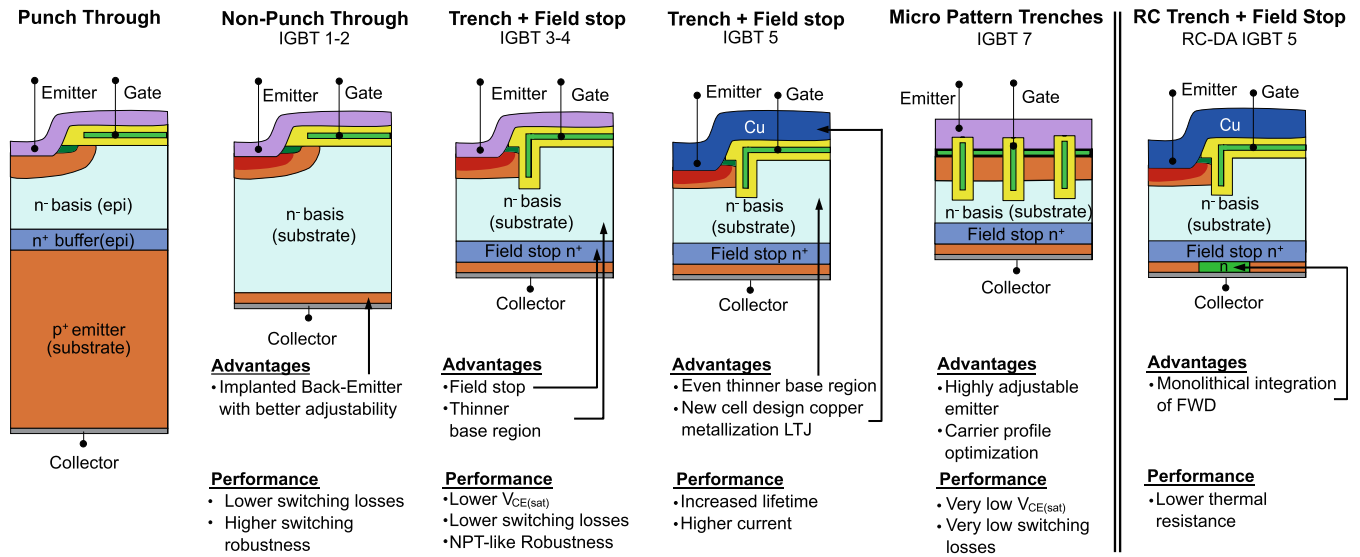 Punch Through
Emitter
Gate
n- basis (epi)
n+ buffer(epi)
p+ emitter
(substrate)
Collector
Non-Punch Through
IGBT 1-2
Emitter
Gate
n- basis
(substrate)
Collector
Advantages
• Implanted Back-Emitter
with better adjustability
Performance
• Lower switching losses
• Higher switching
robustness
Trench + Field stop
IGBT 3-4
Emitter
Gate
n- basis
(substrate)
Field stop n+
Collector
Advantages
• Field stop
• Thinner
base region
Performance
• Lower VCE(sat)
• Lower switching losses
• NPT-like Robustness
Trench + Field stop
IGBT 5
Emitter
Gate
Cu
n- basis
(substrate)
Field stop n+
Collector
Advantages
• Even thinner base region
• New cell design copper
metallization LTJ
Performance
• Increased lifetime
• Higher current
Micro Pattern Trenches
IGBT 7
Emitter
Gate
n- basis (substrate)
Field stop n+
Collector
Advantages
• Highly adjustable
emitter
• Carrier profile
optimization
Performance
• Very low VCE(sat)
• Very low switching
losses
RC Trench + Field Stop
RC-DA IGBT 5
Emitter
Gate
Cu
n- basis
(substrate)
Field stop n+
n
Collector
Advantages
• Monolithical integration
of FWD
Performance
• Lower thermal
resistance